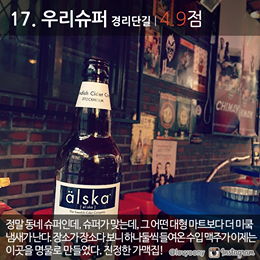 17. 우리슈퍼 경리단길 | 4.9점
älska
정말 동네 슈퍼인데, 슈퍼가 맞는데, 그 어떤 대형 마트보다 더 미국
냄새가 난다. 장소가 장소다 보니 하나둘씩 들여온 수입 맥주가 이제는
이곳을 명물로 만들었다. 진정한 가맥집!